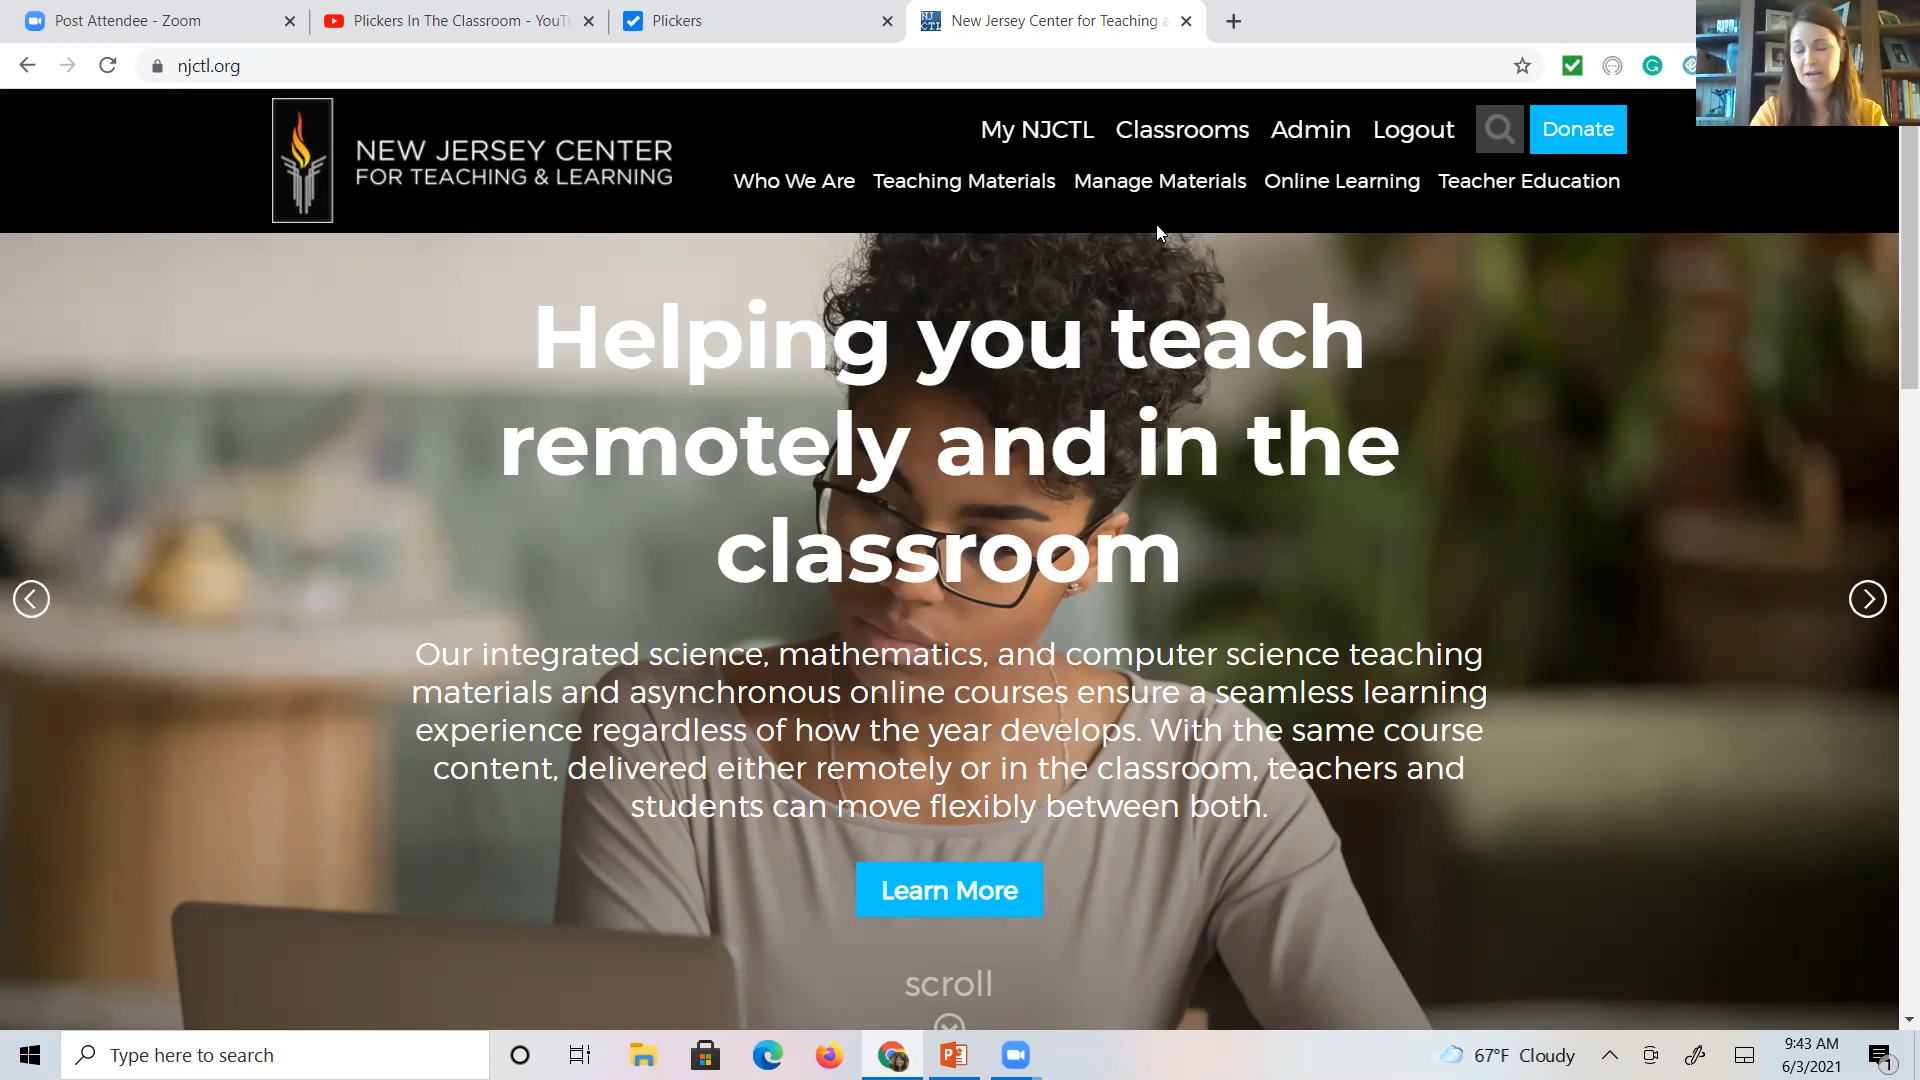 Post Attendee - Zoom
Plickers In The Classroom - YouTu
Plickers
New Jersey Center for Teaching a
njctl.org
NJ
CTL
NEW JERSEY CENTER
FOR TEACHING & LEARNING
My NJCTL Classrooms Admin Logout Donate
Who We Are Teaching Materials Manage Materials Online Learning Teacher Education
Helping you teach
remotely and in the
classroom
Our integrated science, mathematics, and computer science teaching
materials and asynchronous online courses ensure a seamless learning
experience regardless of how the year develops. With the same course
content, delivered either remotely or in the classroom, teachers and
students can move flexibly between both.
Learn More
scroll
Type here to search
67°F Cloudy
9:43 AM
6/3/2021
1